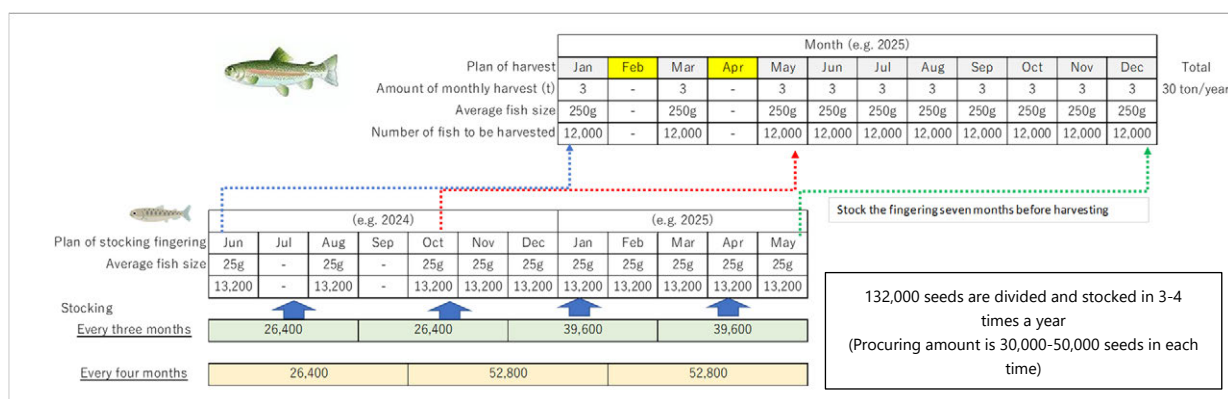 Month (e.g. 2025)
Plan of harvest Jan Feb Mar Apr May Jun Jul Aug Sep Oct Nov Dec Total
Amount of monthly harvest (t) 3 - 3 - 3 3 3 3 3 3 3 3 30 ton/year
Average fish size 250g - 250g - 250g 250g 250g 250g 250g 250g 250g 250g
Number of fish to be harvested 12,000 - 12,000 - 12,000 12,000 12,000 12,000 12,000 12,000 12,000 12,000
Stock the fingering seven months before harvesting
(e.g. 2024) (e.g. 2025)
Plan of stocking fingering Jun Jul Aug Sep Oct Nov Dec Jan Feb Mar Apr May
Average fish size 25g - 25g - 25g 25g 25g 25g 25g 25g 25g 25g
13,200 - 13,200 - 13,200 13,200 13,200 13,200 13,200 13,200 13,200 13,200
Stocking
Every three months 26,400 26,400 39,600 39,600
Every four months 26,400 52,800 52,800
132,000 seeds are divided and stocked in 3-4
times a year
(Procuring amount is 30,000-50,000 seeds in each
time)